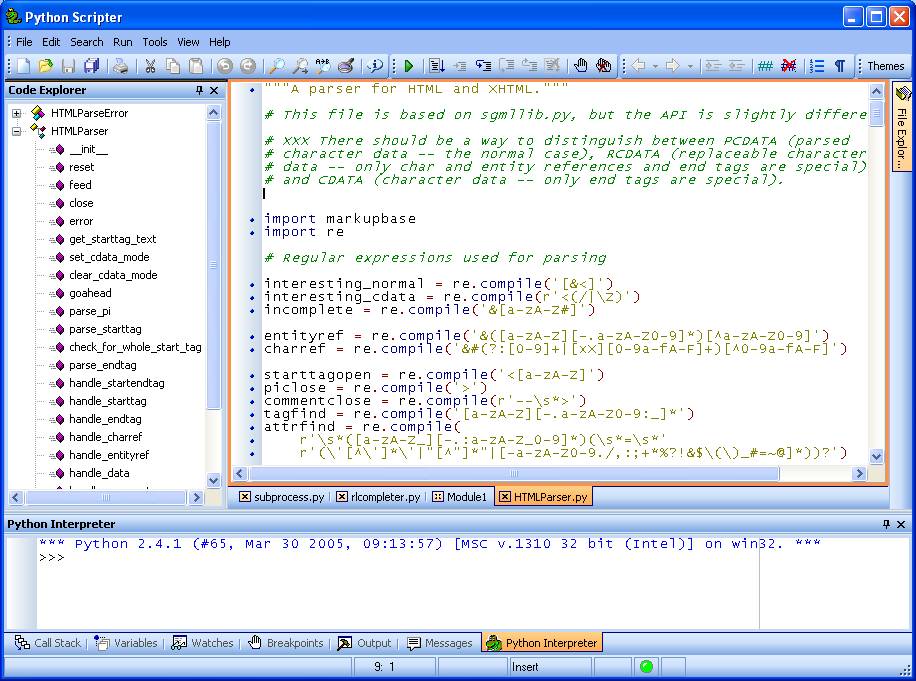 Python Scripter
File Edit Search Run Tools View Help
Themes
Code Explorer
HTMLParseError
HTMLParser
__init__
reset
feed
close
error
get_starttag_text
set_cdata_mode
clear_cdata_mode
goahead
parse_pi
parse_starttag
check_for_whole_start_tag
parse_endtag
handle_startendtag
handle_starttag
handle_endtag
handle_charref
handle_entityref
handle_data
"""A parser for HTML and XHTML."""
# This file is based on sgmllib.py, but the API is slightly differe
# XXX There should be a way to distinguish between PCDATA (parsed
# character data -- the normal case), RCDATA (replaceable character
# data -- only char and entity references and end tags are special)
# and CDATA (character data -- only end tags are special).
import markupbase
import re
# Regular expressions used for parsing
interesting_normal = re.compile('[&<]')
interesting_cdata = re.compile(r'<(/|\Z)')
incomplete = re.compile('&[a-zA-Z#]')
entityref = re.compile('&([a-zA-Z][-.a-zA-Z0-9]*)[^a-zA-Z0-9]')
charref = re.compile('&#(?:[0-9]+|[xX][0-9a-fA-F]+)[^0-9a-fA-F]')
starttagopen = re.compile('<[a-zA-Z]')
piclose = re.compile('>')
commentclose = re.compile(r'--\s*>')
tagfind = re.compile('[a-zA-Z][-.a-zA-Z0-9:_]*')
attrfind = re.compile(
r'\s*([a-zA-Z_][-.:a-zA-Z_0-9]*)(\s*=\s*'
r'(\'[^\']*\'|"[^"]*"|[-a-zA-Z0-9./,:;+*%?!&$\(\)_#=~@]*))?')
File Explor...
subprocess.py rlcompleter.py Module1 HTMLParser.py
Python Interpreter
*** Python 2.4.1 (#65, Mar 30 2005, 09:13:57) [MSC v.1310 32 bit (Intel)] on win32. ***
>>>
Call Stack Variables Watches Breakpoints Output Messages Python Interpreter
9: 1 Insert